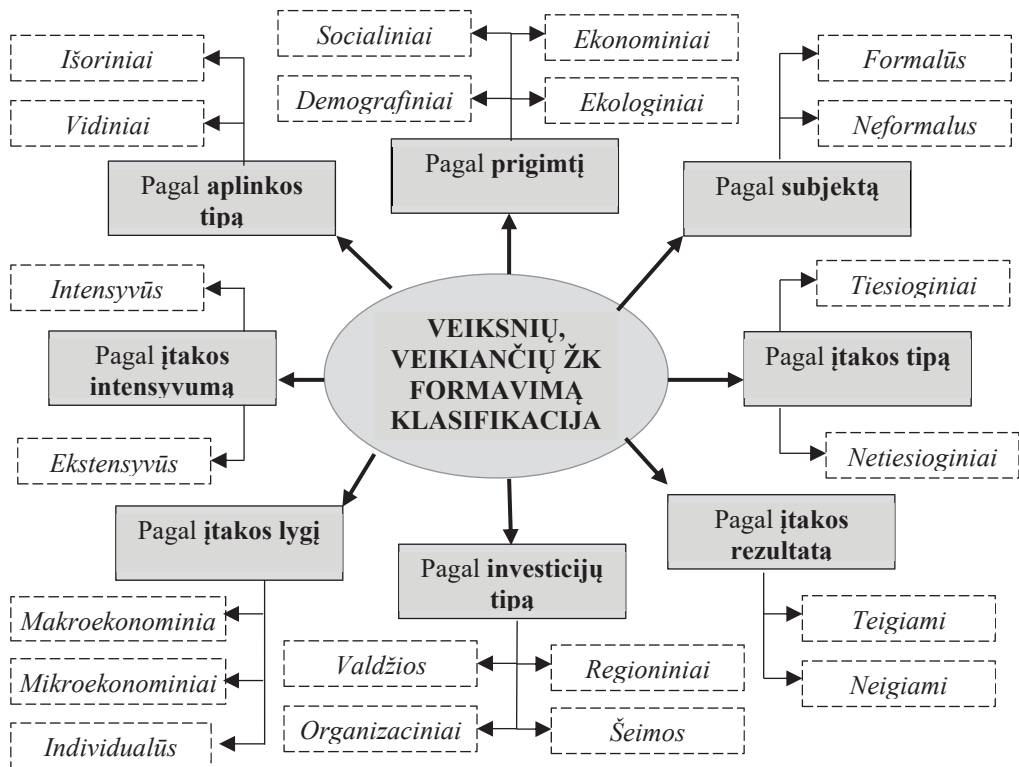 Socialiniai
Ekonominiai
Demografiniai
Ekologiniai
Pagal prigimtį
Išoriniai
Vidiniai
Pagal aplinkos
tipą
Formalūs
Neformalus
Pagal subjektą
Intensyvūs
Pagal įtakos
intensyvumą
Ekstensyvūs
VEIKSNIŲ,
VEIKIANČIŲ ŽK
FORMAVIMĄ
KLASIFIKACIJA
Tiesioginiai
Pagal įtakos tipą
Netiesioginiai
Pagal įtakos lygį
Makroekonominia
Mikroekonominiai
Individualūs
Pagal investicijų
tipą
Valdžios
Regioniniai
Organizaciniai
Šeimos
Pagal įtakos
rezultatą
Teigiami
Neigiami